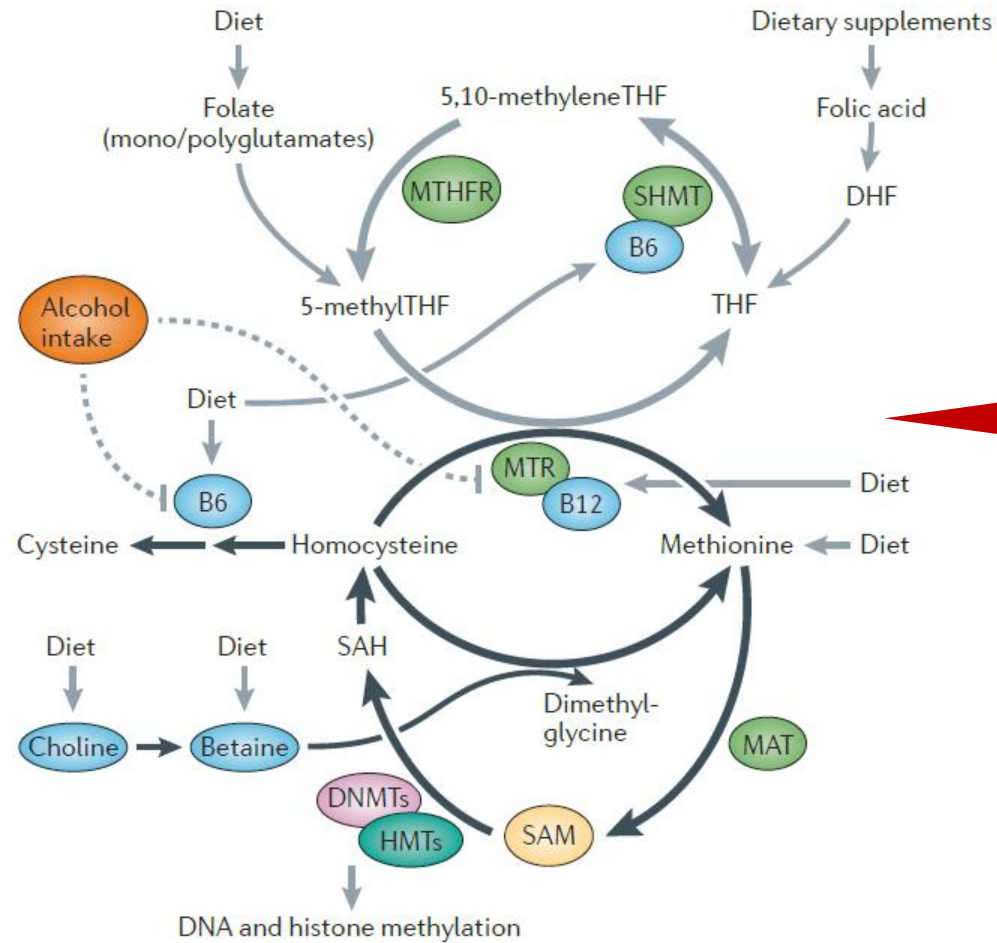 Diet
Dietary supplements
Folate
(mono/polyglutamates)
5,10-methyleneTHF
Folic acid
MTHFR
SHMT
B6
DHF
5-methylTHF
THF
Alcohol
intake
Diet
B6
MTR
B12
Diet
Cysteine
Homocysteine
Methionine
Diet
Diet
Diet
SAH
Choline
Betaine
Dimethyl-
glycine
MAT
DNMTs
HMTs
SAM
DNA and histone methylation